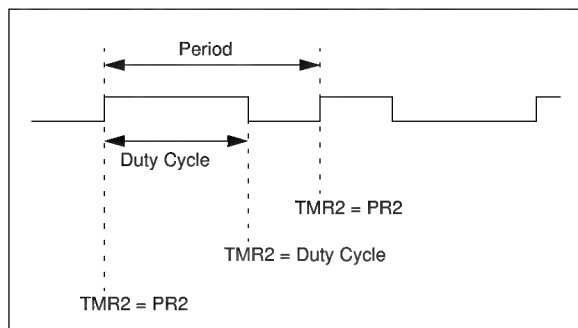 Period
Duty Cycle
TMR2 = PR2
TMR2 = Duty Cycle
TMR2 = PR2